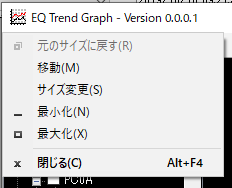 EQ Trend Graph - Version 0.0.0.1
元のサイズに戻す(R)
移動(M)
サイズ変更(S)
最小化(N)
最大化(X)
閉じる(C) Alt+F4